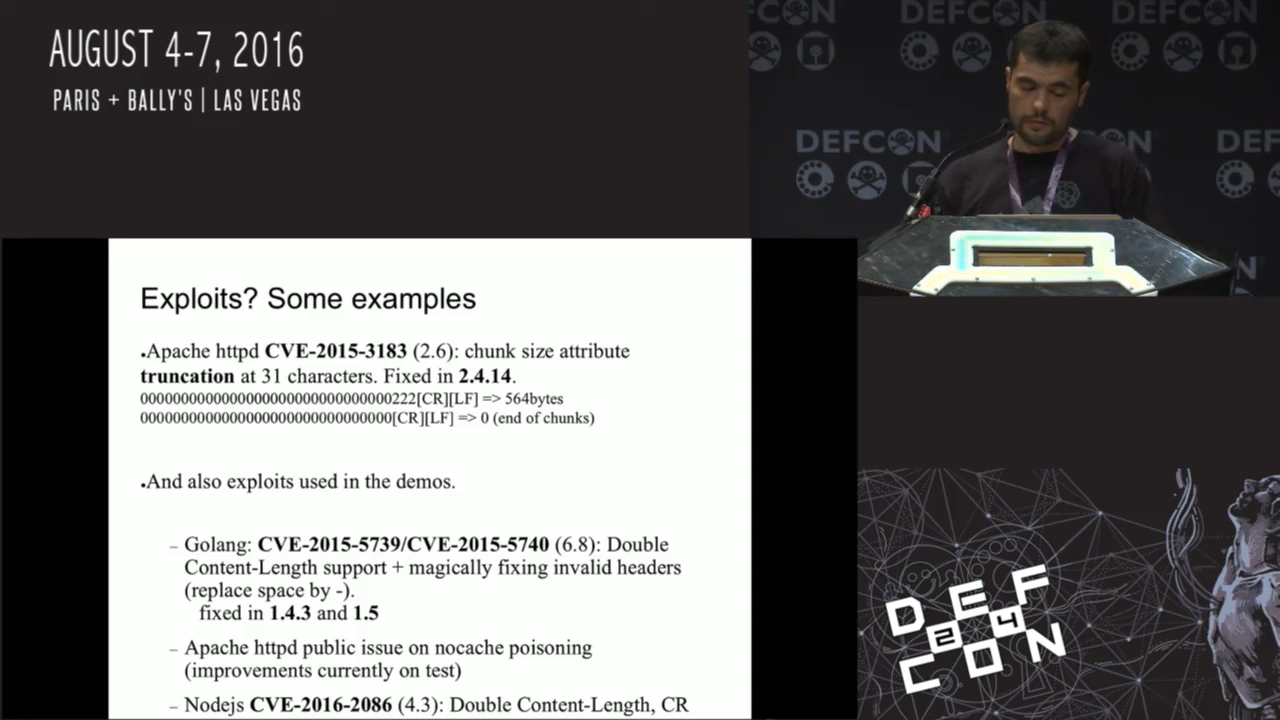 AUGUST 4-7, 2016
PARIS + BALLY'S | LAS VEGAS
DEFCON
DEFCON
DEFCON
Exploits? Some examples
.Apache httpd CVE-2015-3183 (2.6): chunk size attribute
truncation at 31 characters. Fixed in 2.4.14.
00000000000000000000000000000222[CR][LF] => 564bytes
00000000000000000000000000000[CR][LF] => 0 (end of chunks)
.And also exploits used in the demos.
– Golang: CVE-2015-5739/CVE-2015-5740 (6.8): Double
Content-Length support + magically fixing invalid headers
(replace space by -).
fixed in 1.4.3 and 1.5
– Apache httpd public issue on nocache poisoning
(improvements currently on test)
– Nodejs CVE-2016-2086 (4.3): Double Content-Length, CR
DEF
24
CON